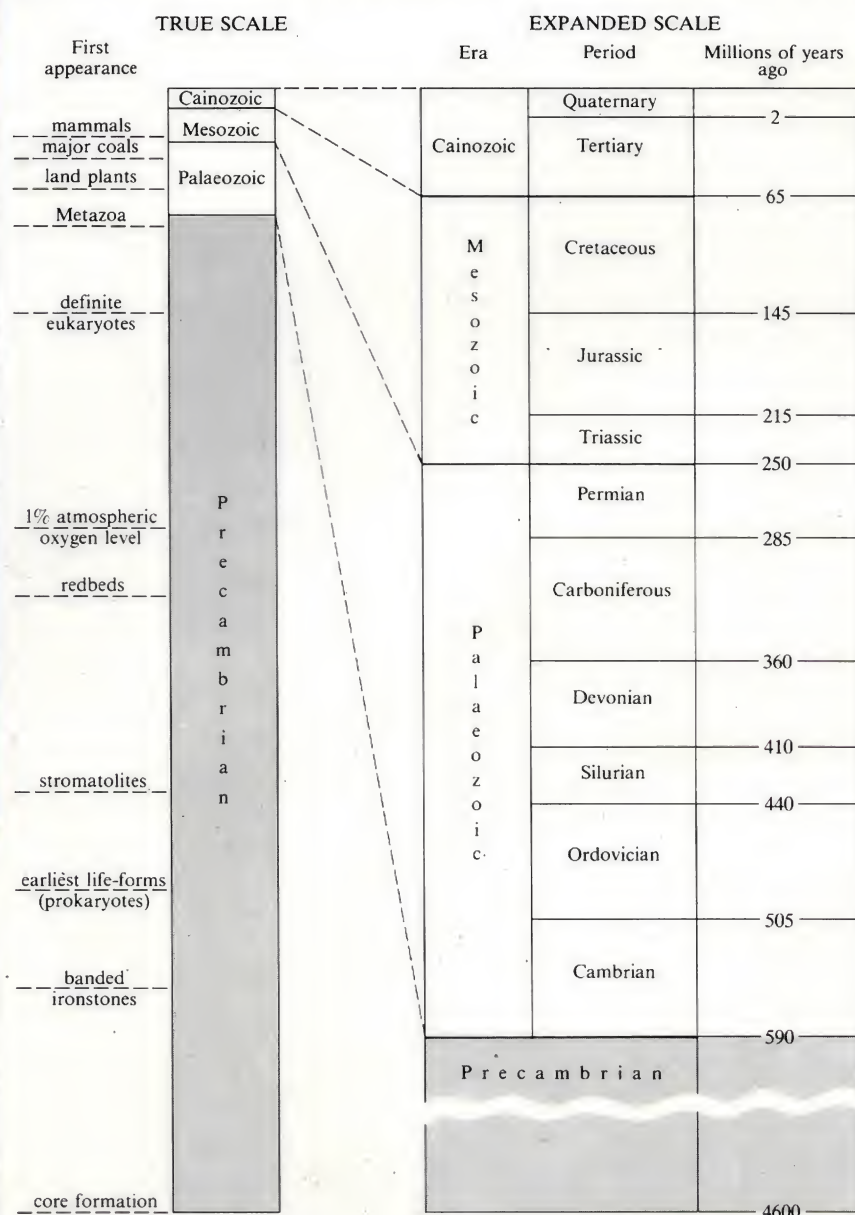 TRUE SCALE
EXPANDED SCALE
First
appearance
Era
Period
Millions of years
ago
Cainozoic
mammals
Mesozoic
major coals
land plants
Palaeozoic
Metazoa
definite
eukaryotes
1% atmospheric
oxygen level
redbeds
stromatolites
earliest life-forms
(prokaryotes)
banded
ironstones
core formation
Precambrian
Cainozoic
Quaternary
2
Tertiary
65
Mesozoic
Cretaceous
145
Jurassic
215
Triassic
250
Palaeozoic
Permian
285
Carboniferous
360
Devonian
410
Silurian
440
Ordovician
505
Cambrian
590
Precambrian
4600